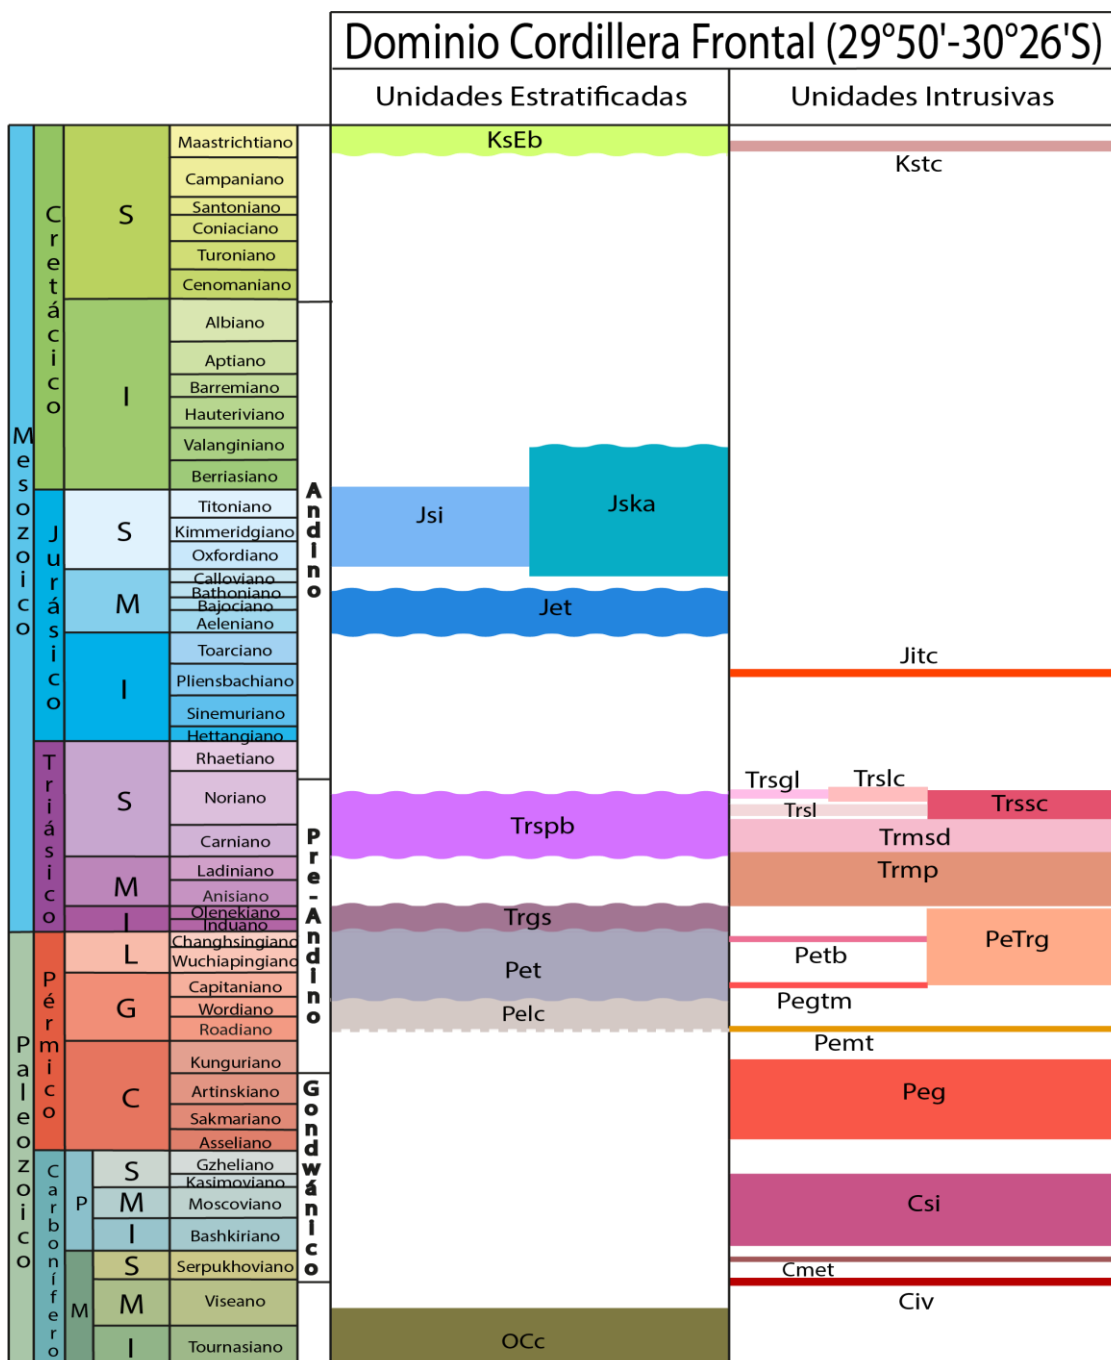 Dominio Cordillera Frontal (29°50'-30°26'S)
Unidades Estratificadas
Unidades Intrusivas
Mesozoico
Paleozoico
Cretácico
Jurásico
Triásico
Pérmico
Carbonífero
P
M
S
I
S
M
I
S
M
I
L
G
C
S
M
I
S
M
I
Maastrichtiano
Campaniano
Santoniano
Coniaciano
Turoniano
Cenomaniano
Albiano
Aptiano
Barremiano
Hauteriviano
Valanginiano
Berriasiano
Titoniano
Kimmeridgiano
Oxfordiano
Calloviano
Bathoniano
Bajociano
Aeleniano
Toarciano
Pliensbachiano
Sinemuriano
Hettangiano
Rhaetiano
Noriano
Carniano
Ladiniano
Anisiano
Olenekiano
Induano
Changhsingiano
Wuchiapingiano
Capitaniano
Wordiano
Roadiano
Kunguriano
Artinskiano
Sakmariano
Asseliano
Gzheliano
Kasimoviano
Moscoviano
Bashkiriano
Serpukhoviano
Viseano
Tournasiano
Andino
Pre-Andino
Gondwánico
KsEb
Jsi
Jska
Jet
Trspb
Trgs
Pet
Pelc
OCc
Kstc
Jitc
Trsgl
Trslc
Trsl
Trssc
Trmsd
Trmp
Petb
PeTrg
Pegtm
Pemt
Peg
Csi
Cmet
Civ